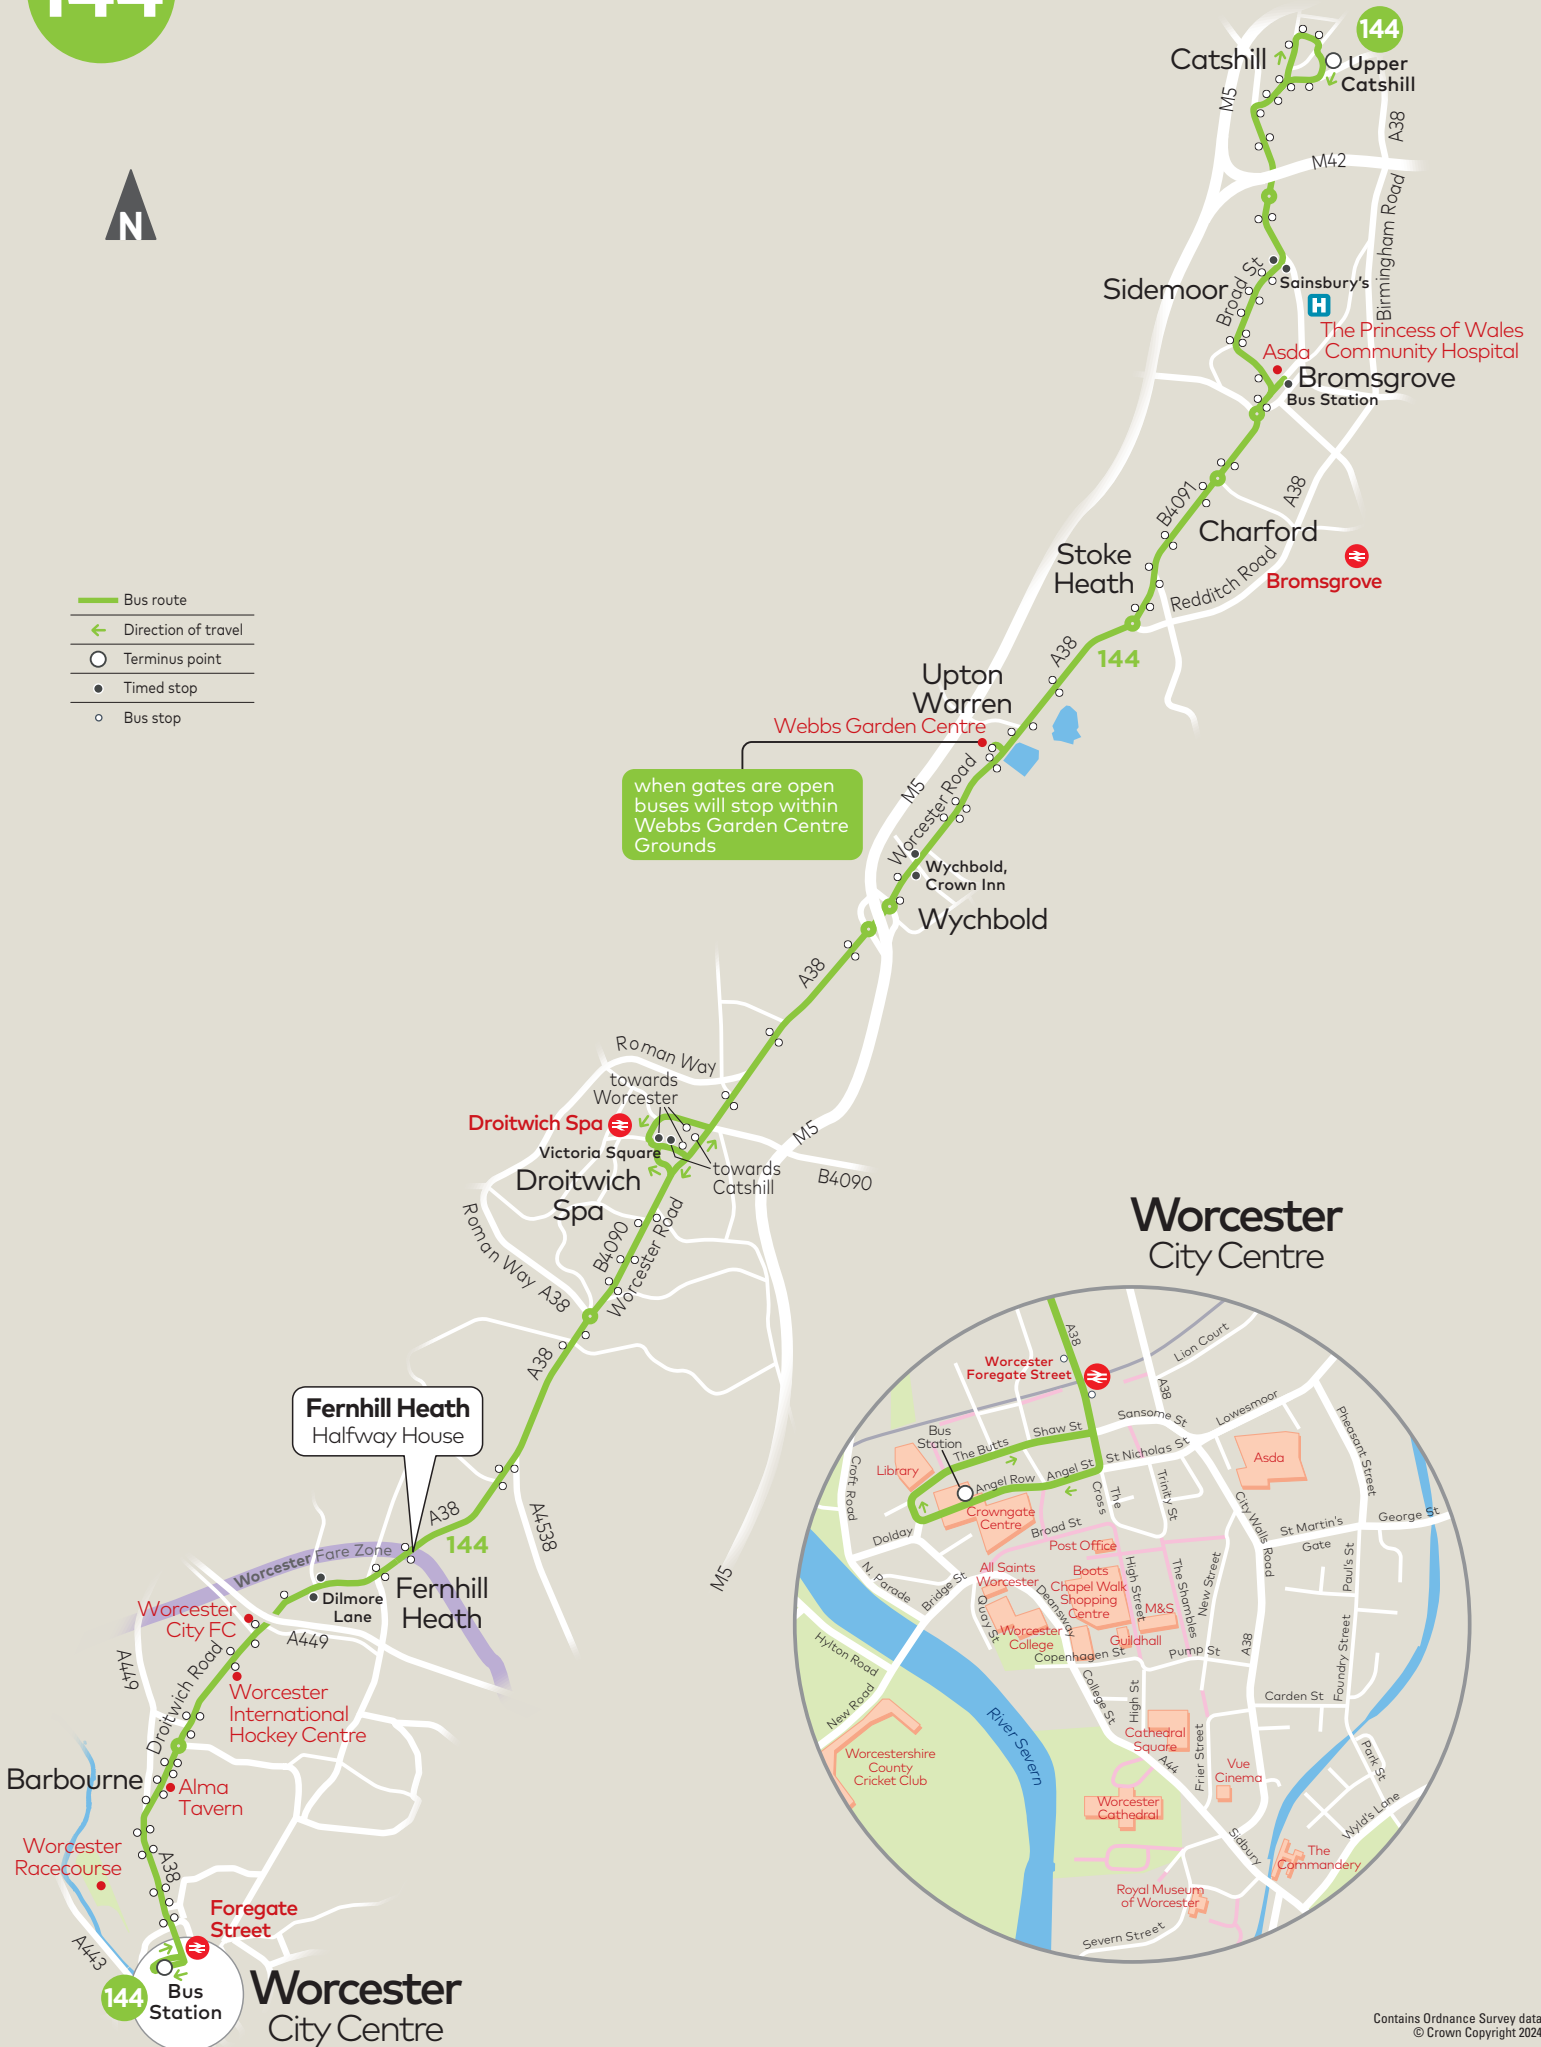 144
144
Catshill
Upper
Catshill
M5
A38
M42
N
Birmingham Road
Broad St
Sainsbury's
Sidemoor
H
The Princess of Wales
Community Hospital
Asda
Bromsgrove
Bus Station
A38
B4091
Charford
Stoke
Heath
Redditch Road
Bromsgrove
Bus route
Direction of travel
Terminus point
Timed stop
Bus stop
A38
144
Upton
Warren
Webbs Garden Centre
when gates are open
buses will stop within
Webbs Garden Centre
Grounds
M5
Worcester Road
Wychbold,
Crown Inn
Wychbold
A38
Roman Way
towards
Worcester
Droitwich Spa
Victoria Square
M5
towards
Catshill
B4090
Droitwich
Spa
Roman Way A38
B4090
Worcester Road
A38
Fernhill Heath
Halfway House
A38
144
A4538
M5
Worcester Fare Zone
Fernhill
Heath
Dilmore
Lane
Worcester
City FC
A449
A449
Droitwich Road
Worcester
International
Hockey Centre
Barbourne
Alma
Tavern
Worcester
Racecourse
A38
Foregate
Street
A443
144
Bus
Station
Worcester
City Centre
Worcester
City Centre
A38
Lion Court
Worcester
Foregate Street
A38
Sansome St
Lowesmoor
Pheasant Street
Bus
Station
The Butts
Shaw St
St Nicholas St
Asda
Library
Croft Road
Angel Row
Angel St
The
Cross
Trinity St
Crowngate
Centre
City Walls Road
St Martin's
Gate
George St
Dolday
Broad St
Post Office
N. Parade
Bridge St
All Saints
Worcester
Deansway
Boots
Chapel Walk
Shopping
Centre
High Street
The Shambles
New Street
Paul's St
Quay St
Worcester
College
M&S
Guildhall
Copenhagen St
Pump St
A38
Foundry Street
Hylton Road
New Road
College St
High St
Carden St
River Severn
Cathedral
Square
Frier Street
Park St
Worcestershire
County
Cricket Club
A44
Vue
Cinema
Worcester
Cathedral
Wyld's Lane
Sidbury
The
Commandery
Royal Museum
of Worcester
Severn Street
Contains Ordnance Survey data
© Crown Copyright 2024